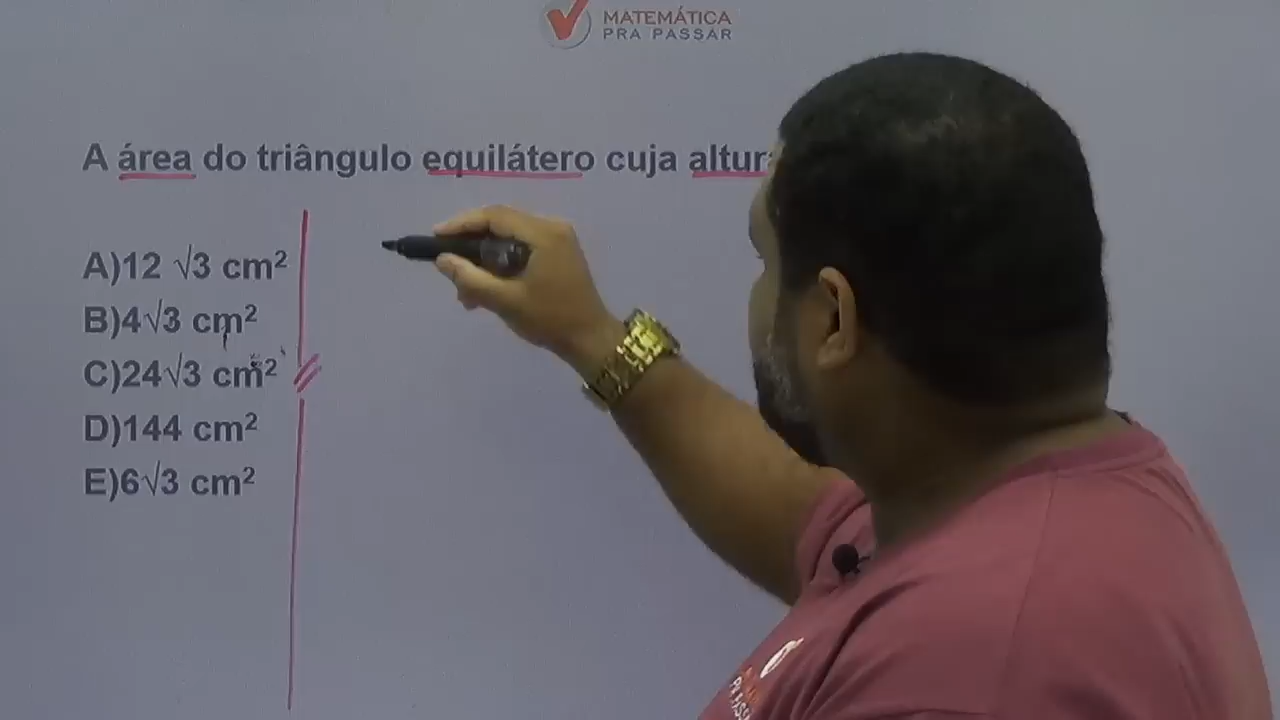 MATEMÁTICA
PRA PASSAR
A área do triângulo equilátero cuja altura
A)12 √3 cm²
B)4√3 cm²
C)24√3 cm²
D)144 cm²
E)6√3 cm²